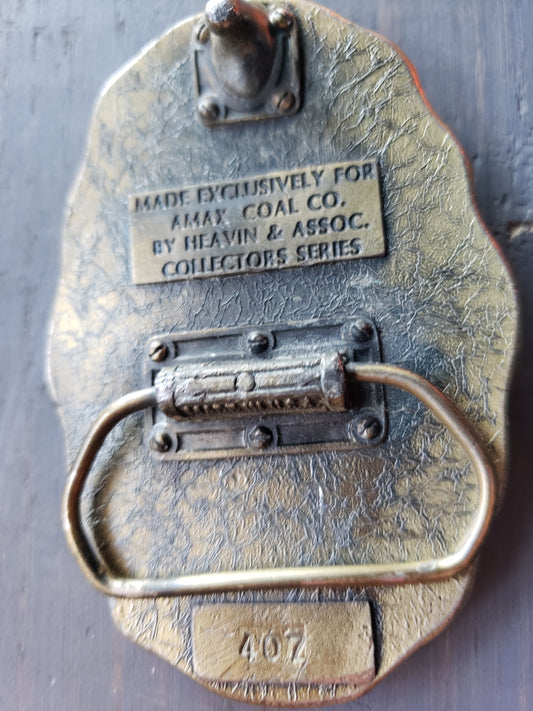 MADE EXCLUSIVELY FOR
AMAX COAL CO.
BY HEAVIN & ASSOC.
COLLECTORS SERIES
407